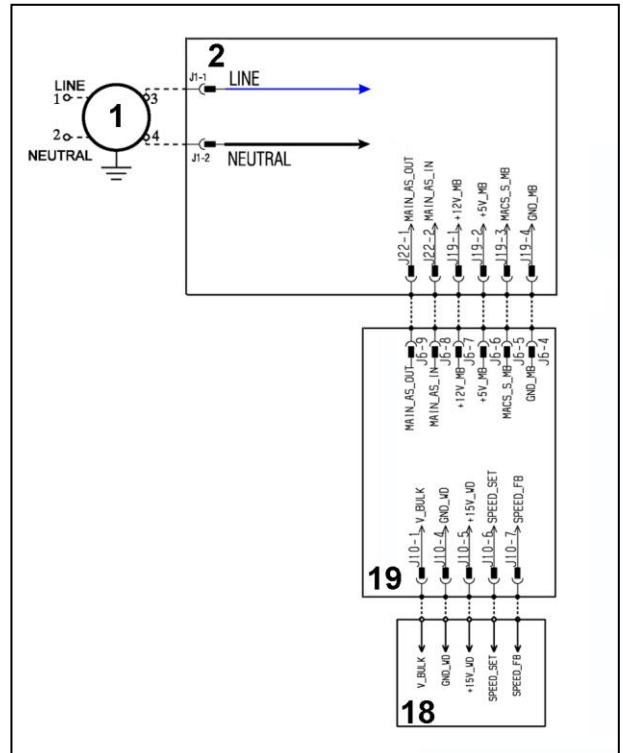 2
J1-1
LINE
LINE
1
3
1
2
4
NEUTRAL
J1-2
NEUTRAL
MAIN_AS_OUT
MAIN_AS_IN
+12V_MB
+5V_MB
MACS_S_MB
GND_MB
J22-1
J22-2
J19-1
J19-2
J19-3
J19-4
J6-9
J6-8
J6-7
J6-6
J6-5
J6-4
MAIN_AS_OUT
MAIN_AS_IN
+12V_MB
+5V_MB
MACS_S_MB
GND_MB
V_BULK
GND_WD
+15V_WD
SPEED_SET
SPEED_FB
J10-1
J10-4
J10-5
J10-6
J10-7
19
V_BULK
GND_WD
+15V_WD
SPEED_SET
SPEED_FB
18